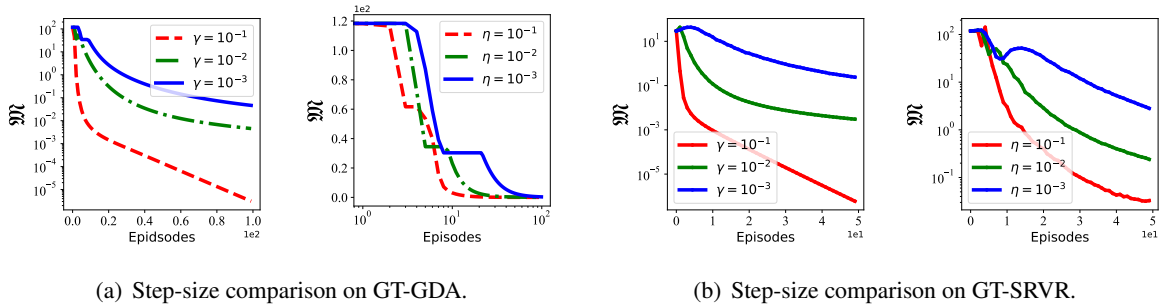 10²
10¹
10⁰
10⁻¹
10⁻²
10⁻³
10⁻⁴
10⁻⁵
𝔐
γ = 10⁻¹
γ = 10⁻²
γ = 10⁻³
0.0 0.2 0.4 0.6 0.8 1.0
Epidsodes
1e2
1e2
1.2
1.0
0.8
0.6
0.4
0.2
0.0
𝔐
η = 10⁻¹
η = 10⁻²
η = 10⁻³
10⁰ 10¹ 10²
Episodes
(a) Step-size comparison on GT-GDA.
10¹
10⁻¹
10⁻³
10⁻⁵
𝔐
γ = 10⁻¹
γ = 10⁻²
γ = 10⁻³
0 1 2 3 4 5
Episodes
1e1
10²
10¹
10⁰
10⁻¹
𝔐
η = 10⁻¹
η = 10⁻²
η = 10⁻³
0 1 2 3 4 5
Episodes
1e1
(b) Step-size comparison on GT-SRVR.